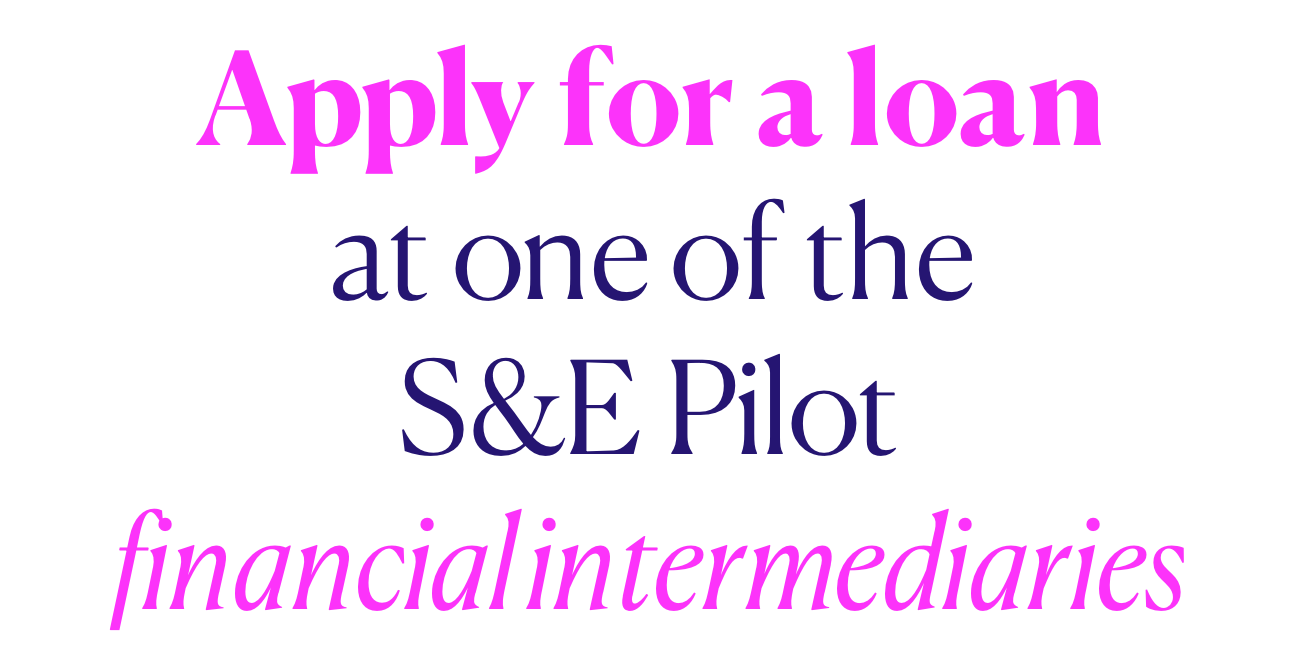 Apply for a loan
at one of the
S&E Pilot
financial intermediaries